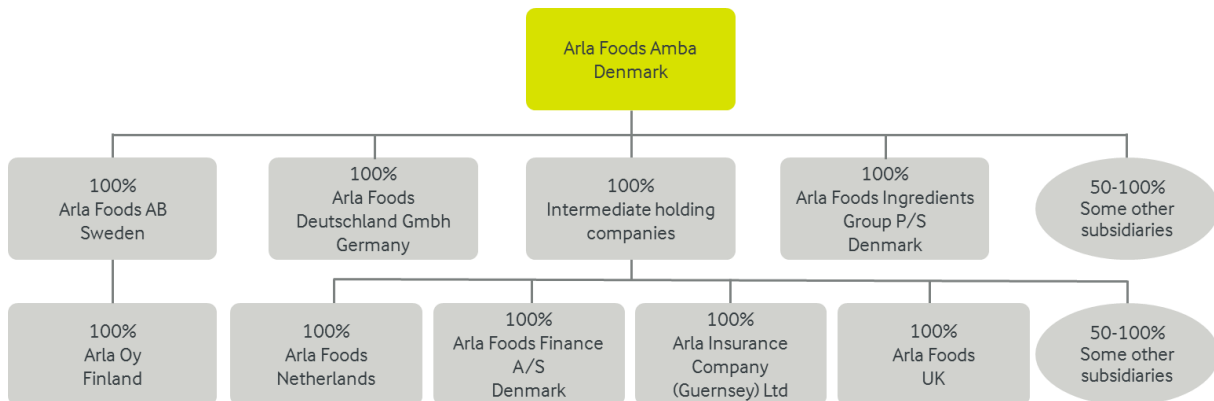 Arla Foods Amba
Denmark
100%
Arla Foods AB
Sweden
100%
Arla Foods
Deutschland Gmbh
Germany
100%
Intermediate holding
companies
100%
Arla Foods Ingredients
Group P/S
Denmark
50-100%
Some other
subsidiaries
100%
Arla Oy
Finland
100%
Arla Foods
Netherlands
100%
Arla Foods Finance
A/S
Denmark
100%
Arla Insurance
Company
(Guernsey) Ltd
100%
Arla Foods
UK
50-100%
Some other
subsidiaries